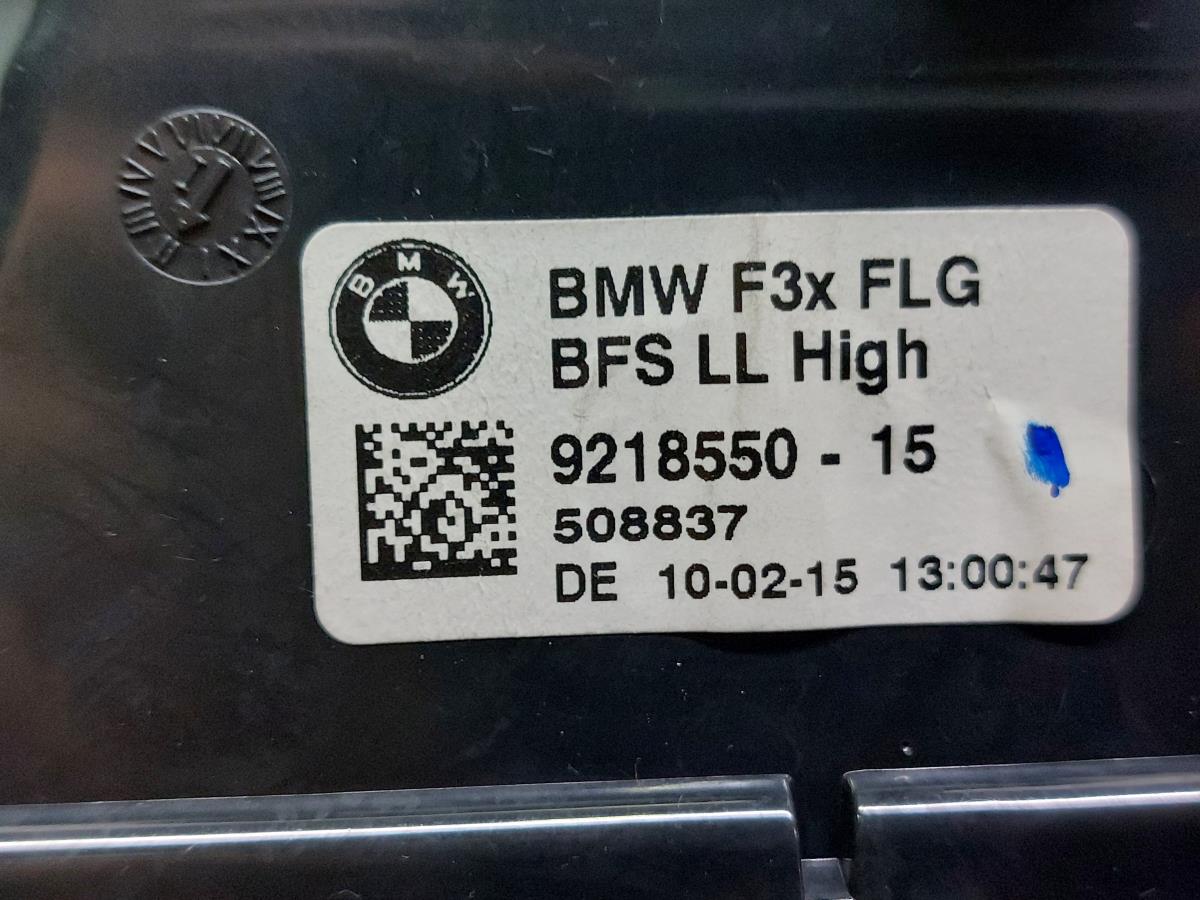 BMW
BMW F3x FLG
BFS LL High
9218550 - 15
508837
DE 10-02-15 13:00:47